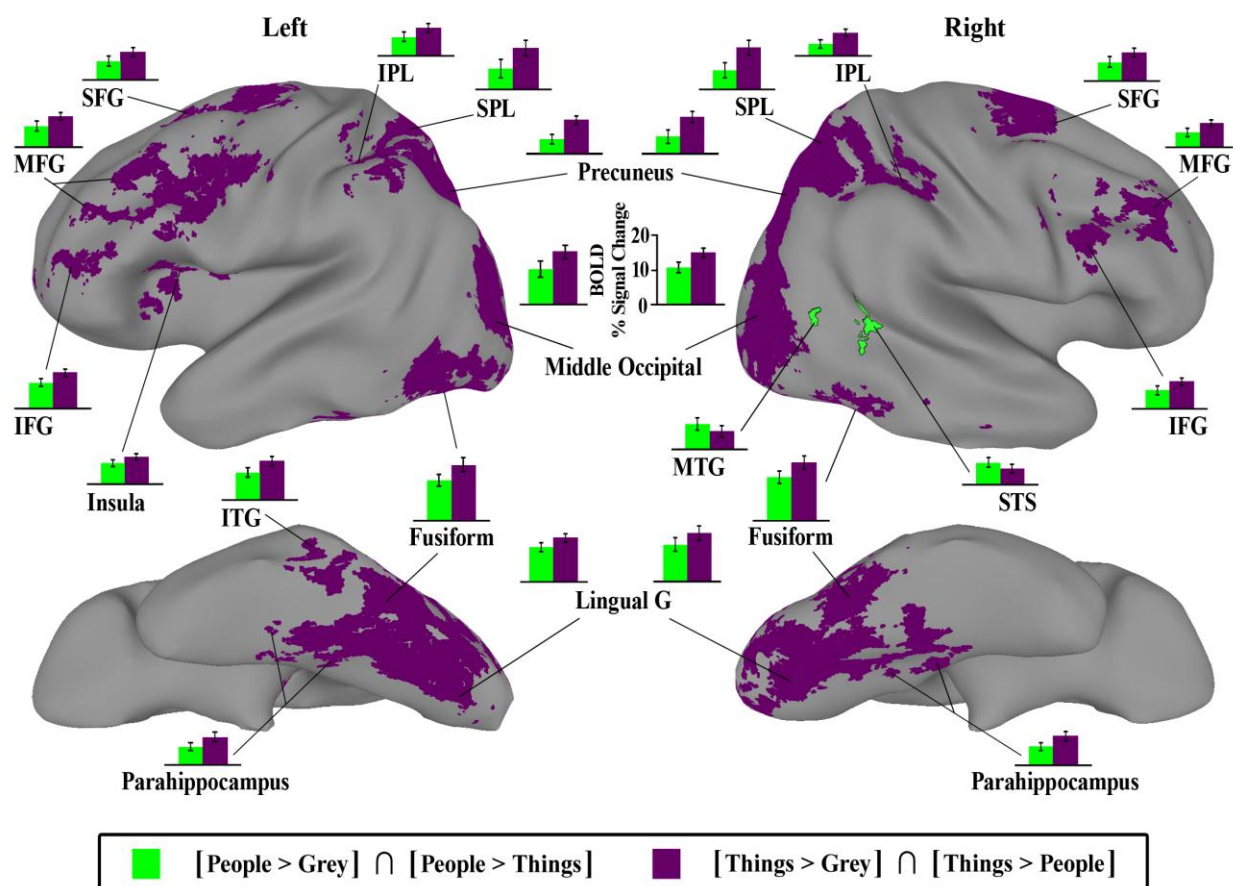 Left
Right
IPL
IPL
SFG
SPL
SPL
SFG
MFG
MFG
Precuneus
BOLD
% Signal Change
20
10
0
Middle Occipital
IFG
IFG
MTG
Insula
ITG
STS
Fusiform
Fusiform
Lingual G
Parahippocampus
Parahippocampus
[People > Grey] ∩ [People > Things]
[Things > Grey] ∩ [Things > People]